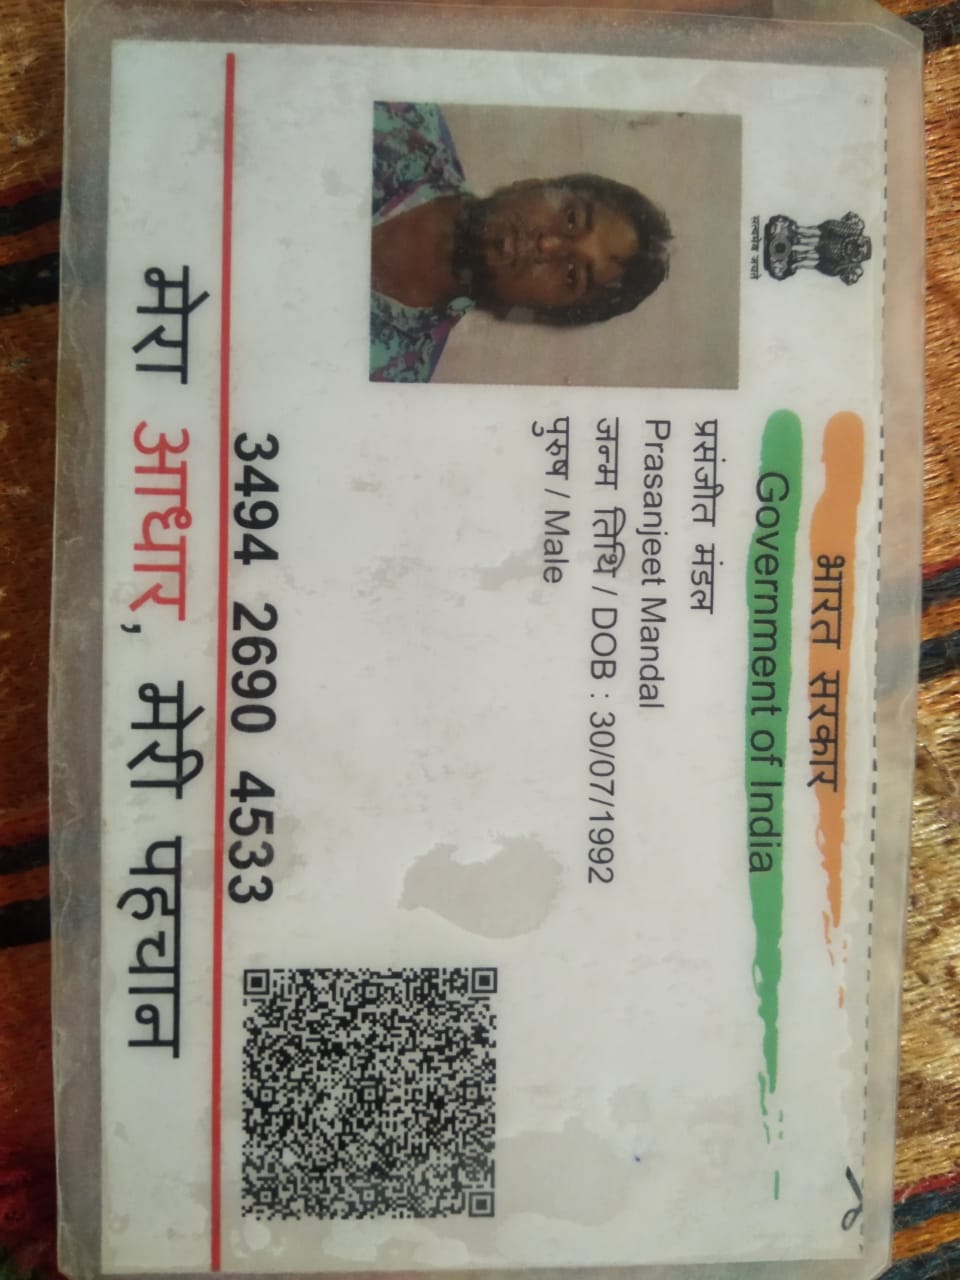 भारत सरकार
Government of India
सत्यमेव जयते
प्रसंजीत मंडल
Prasanjeet Mandal
जन्म तिथि / DOB : 30/07/1992
पुरुष / Male
3494 2690 4533
मेरा आधार, मेरी पहचान